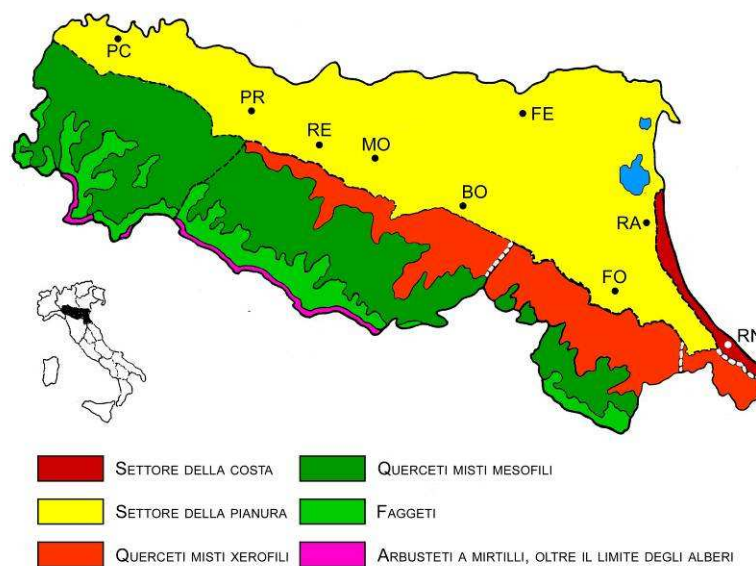 PC
PR
FE
RE
MO
BO
RA
FO
RN
SETTORE DELLA COSTA
QUERCETI MISTI MESOFILI
SETTORE DELLA PIANURA
FAGGETI
QUERCETI MISTI XEROFILI
ARBUSTETI A MIRTILLI, OLTRE IL LIMITE DEGLI ALBERI